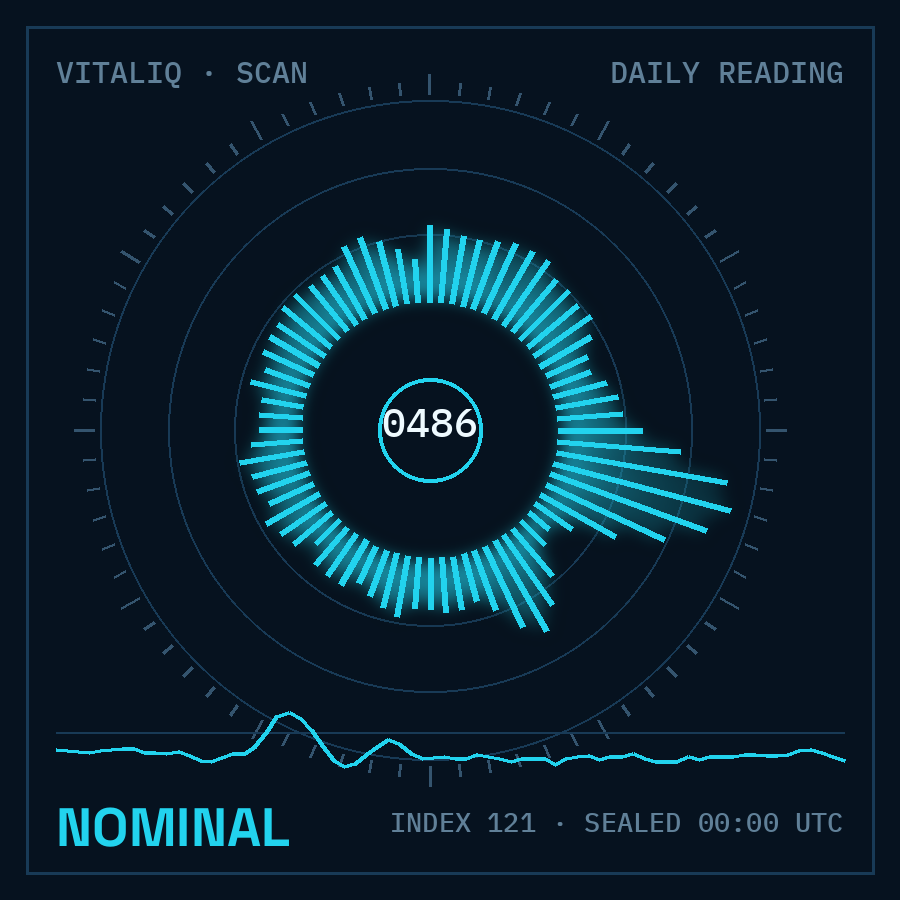 VITALIQ · SCAN
DAILY READING
0486
NOMINAL
INDEX 121 · SEALED 00:00 UTC